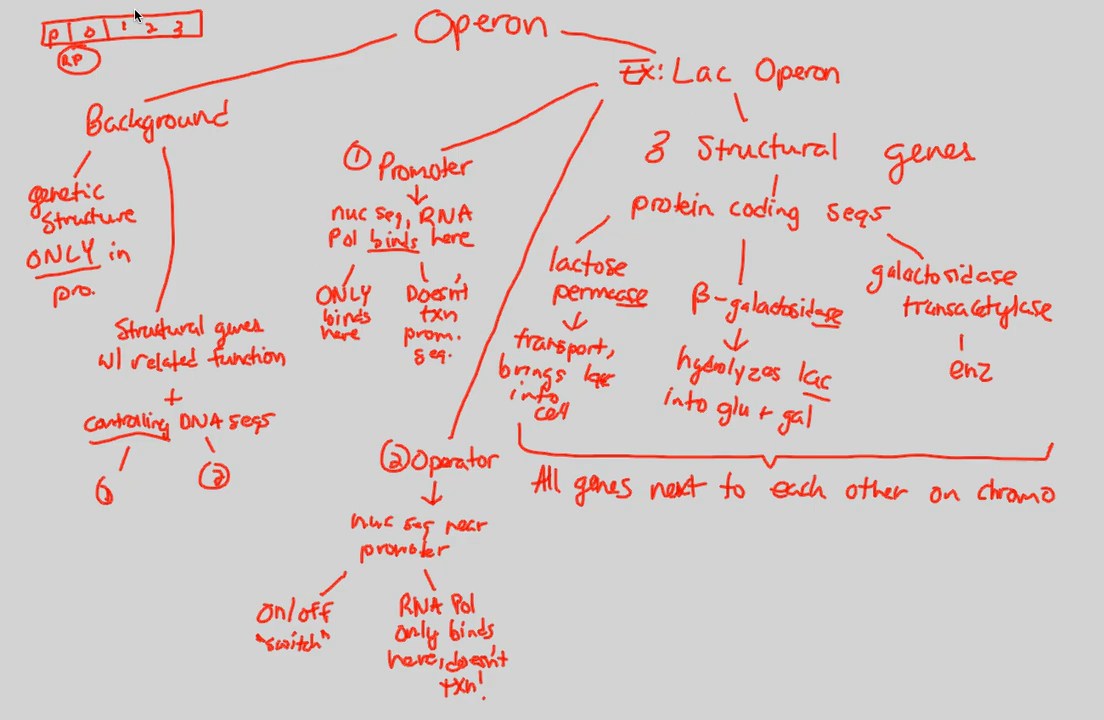 P O 1 2 3
RP
Operon
Background
genetic
structure
ONLY in
pro.
Structural genes
w/ related function
+
controlling DNA seqs
① ②
Ex: Lac Operon
① Promoter
nuc seq, RNA
Pol binds here
ONLY
binds
here
Doesn't
txn
prom.
seq.
② Operator
nuc seq near
promoter
on/off
"switch"
RNA Pol
only binds
here, doesn't
txn!
3 Structural genes
protein coding seqs
lactose
permease
transport,
brings lac
into
cell
β-galactosidase
hydrolyzes lac
into glu + gal
galactosidase
transacetylase
enz
All genes next to each other on chromo